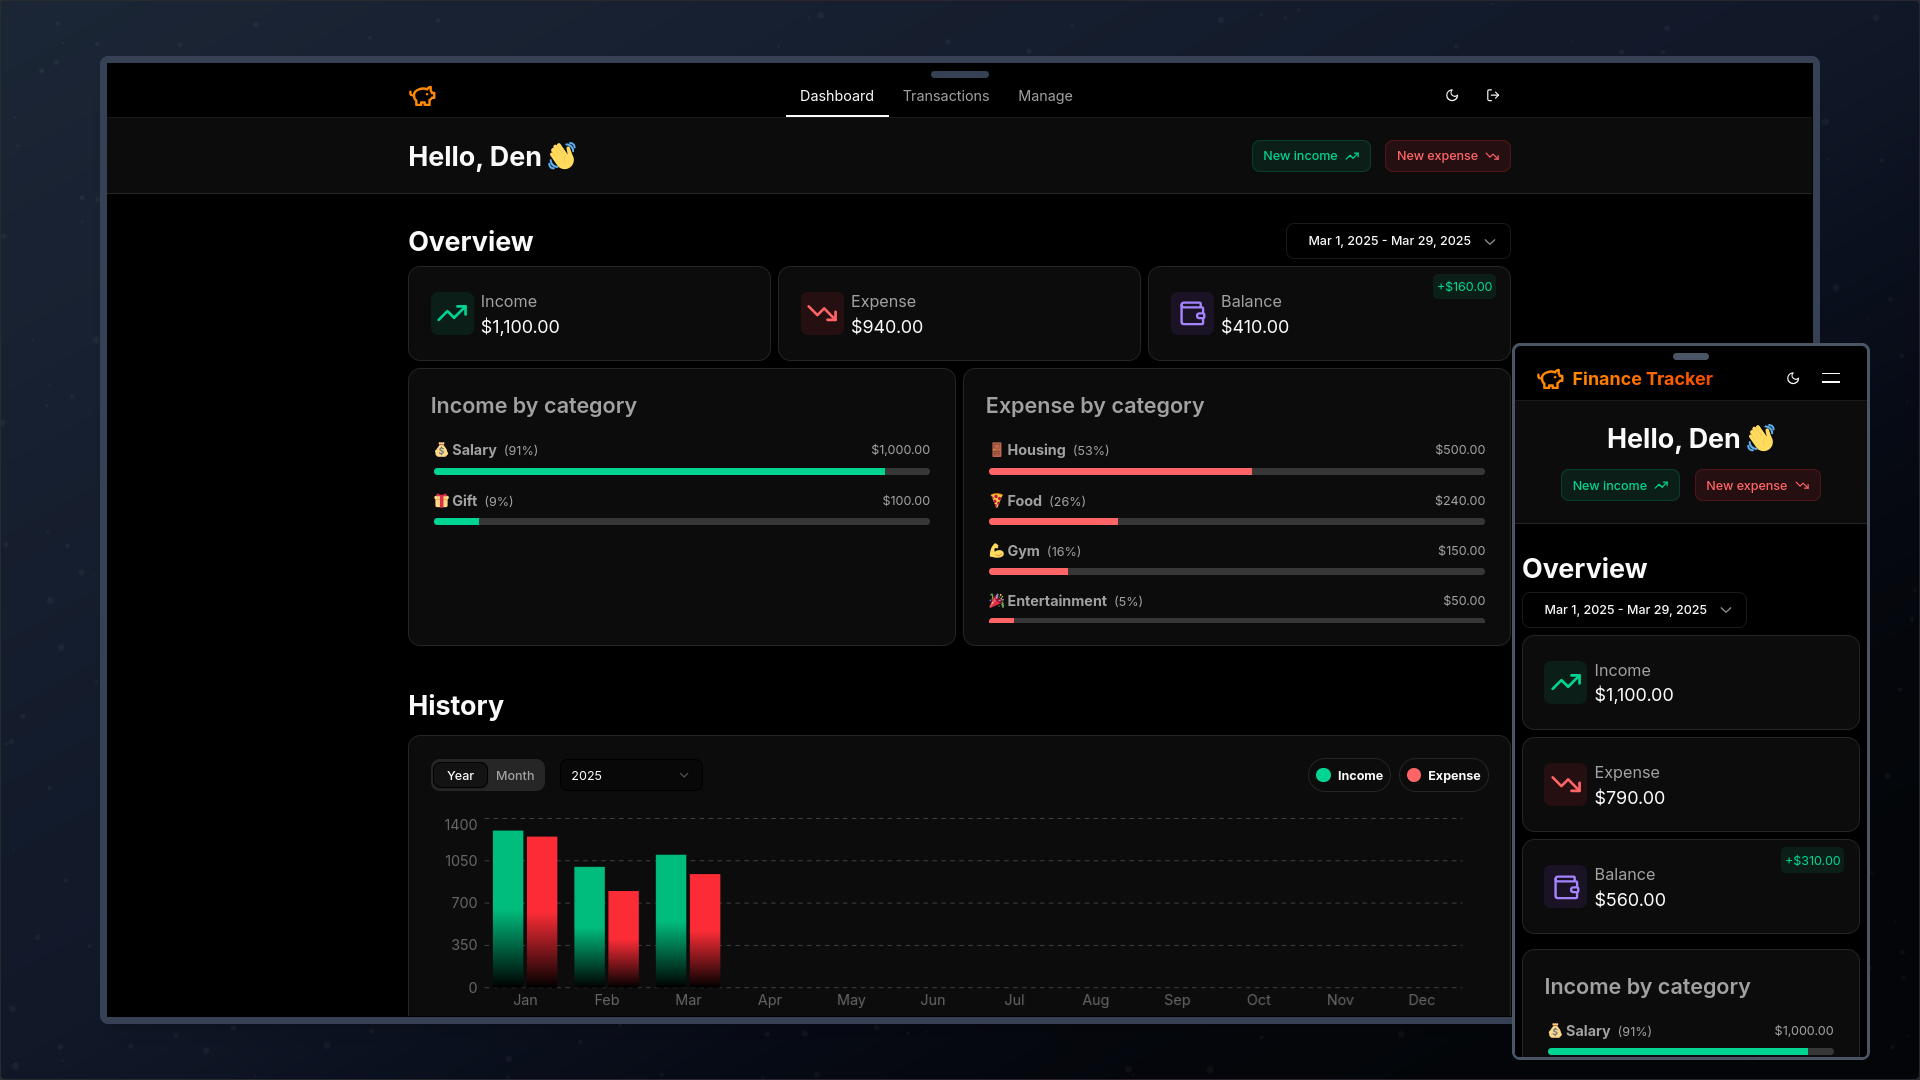 Dashboard Transactions Manage
Hello, Den 👋
New income New expense
Overview
Mar 1, 2025 - Mar 29, 2025
Income
$1,100.00
Expense
$940.00
+$160.00
Balance
$410.00
Income by category
Salary (91%) $1,000.00
Gift (9%) $100.00
Expense by category
Housing (53%) $500.00
Food (26%) $240.00
Gym (16%) $150.00
Entertainment (5%) $50.00
History
Year Month 2025 Income Expense
1400
1050
700
350
0
Jan Feb Mar Apr May Jun Jul Aug Sep Oct Nov Dec
Finance Tracker
Hello, Den 👋
New income New expense
Overview
Mar 1, 2025 - Mar 29, 2025
Income
$1,100.00
Expense
$790.00
+$310.00
Balance
$560.00
Income by category
Salary (91%) $1,000.00